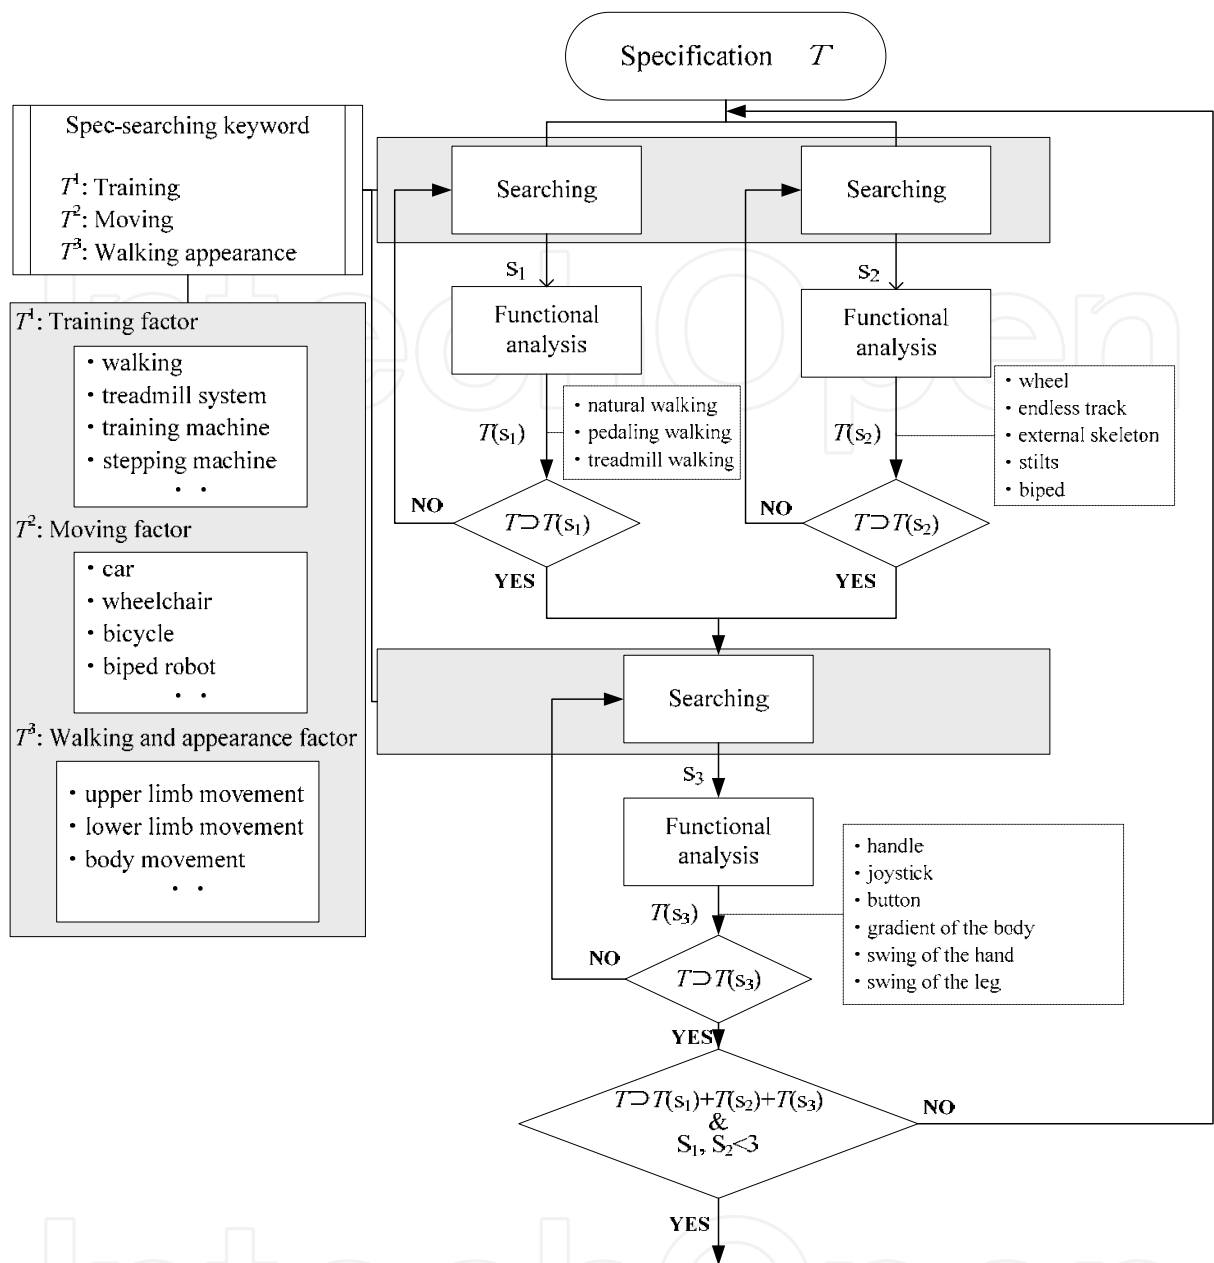 Specification T
Spec-searching keyword
T¹: Training
T²: Moving
T³: Walking appearance
T¹: Training factor
・walking
・treadmill system
・training machine
・stepping machine
・・
T²: Moving factor
・car
・wheelchair
・bicycle
・biped robot
・・
T³: Walking and appearance factor
・upper limb movement
・lower limb movement
・body movement
・・
Searching
s₁
Functional
analysis
T(s₁)
・natural walking
・pedaling walking
・treadmill walking
NO
T⊃T(s₁)
YES
Searching
s₂
Functional
analysis
T(s₂)
・wheel
・endless track
・external skeleton
・stilts
・biped
NO
T⊃T(s₂)
YES
Searching
s₃
Functional
analysis
T(s₃)
・handle
・joystick
・button
・gradient of the body
・swing of the hand
・swing of the leg
NO
T⊃T(s₃)
YES
T⊃T(s₁)+T(s₂)+T(s₃)
&
S₁, S₂<3
NO
YES
IntechOpen
IntechOpen